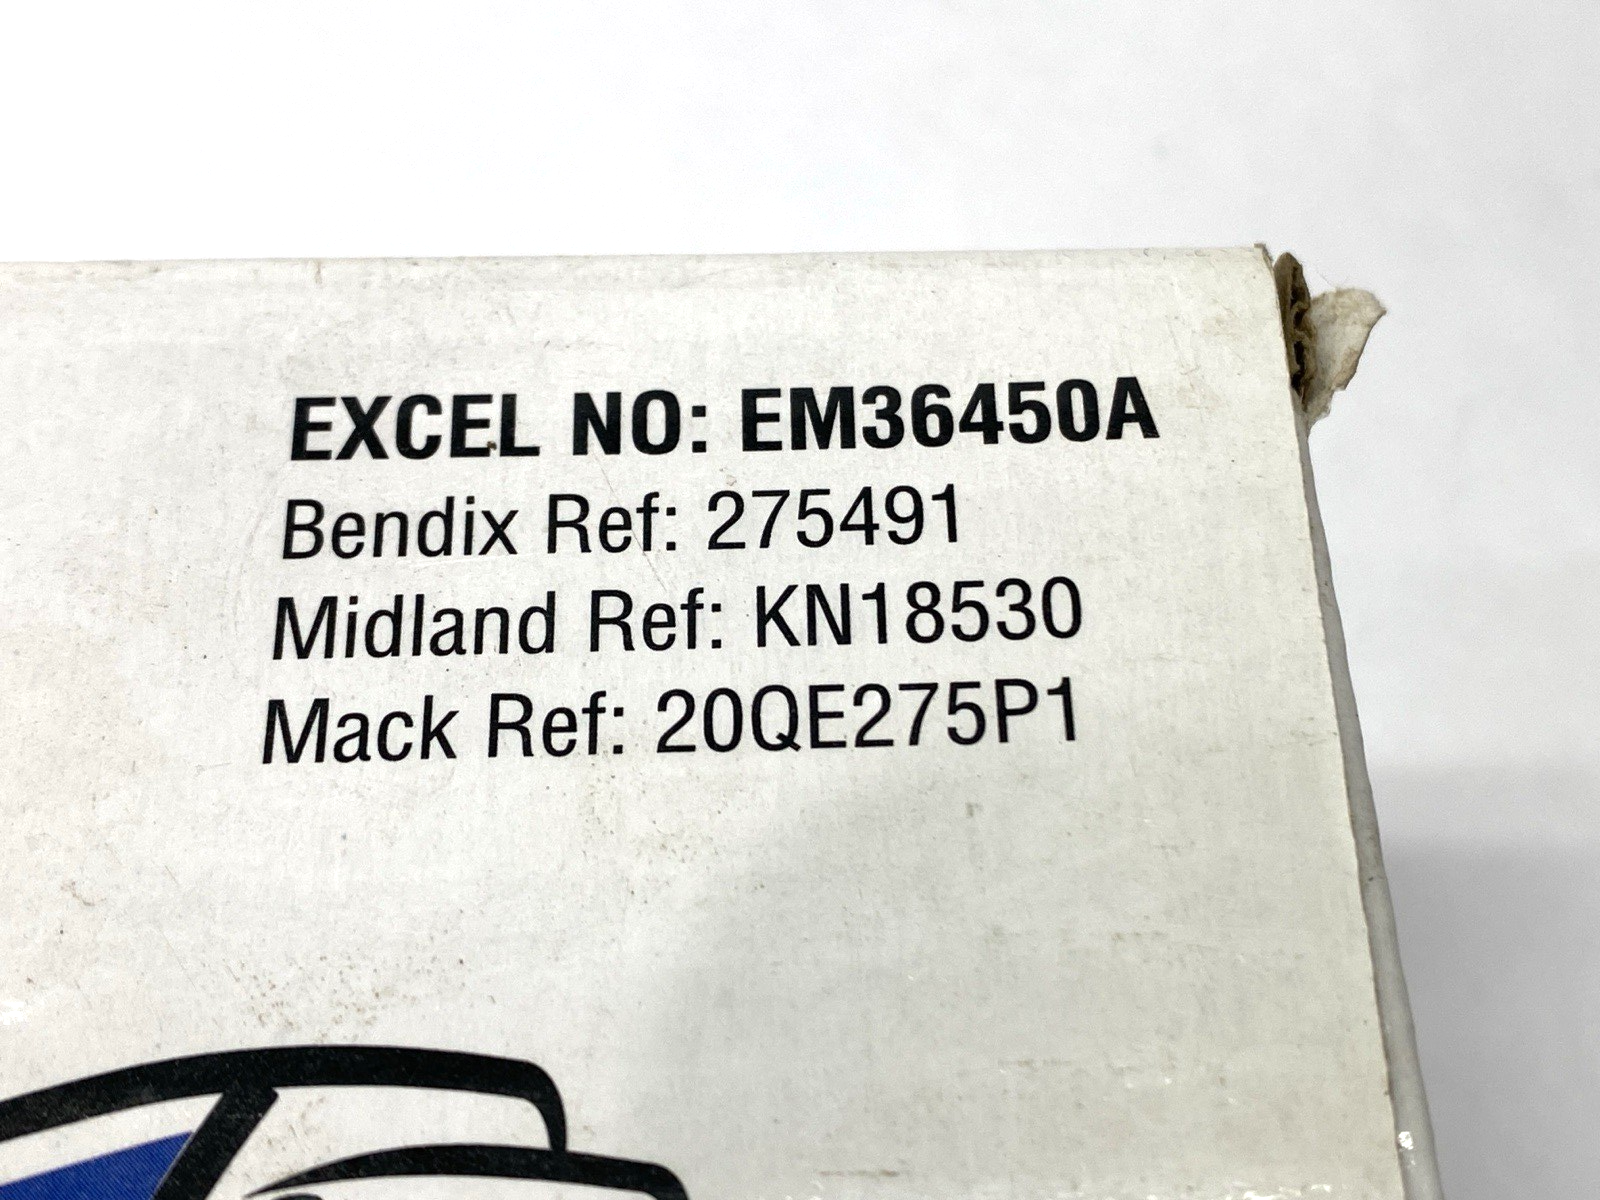 EXCEL NO: EM36450A
Bendix Ref: 275491
Midland Ref: KN18530
Mack Ref: 20QE275P1